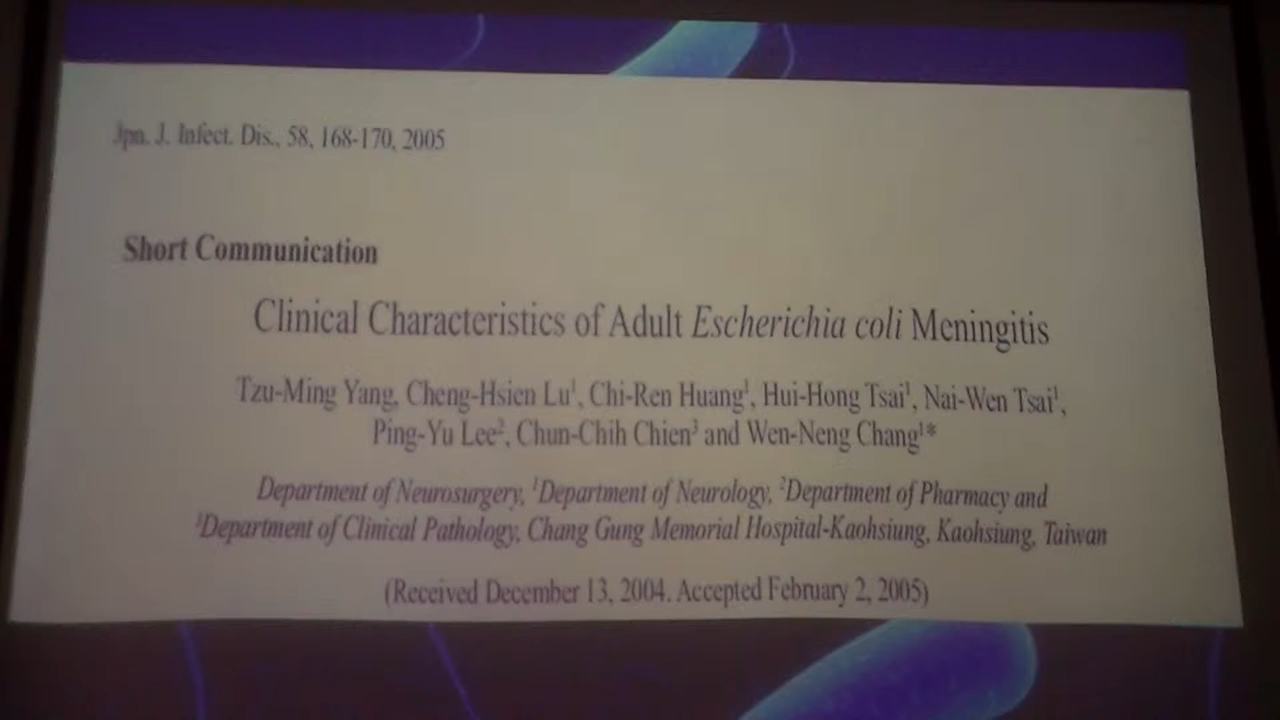 Jpn. J. Infect. Dis., 58, 168-170, 2005
Short Communication
Clinical Characteristics of Adult Escherichia coli Meningitis
Tzu-Ming Yang, Cheng-Hsien Lu¹, Chi-Ren Huang¹, Hui-Hong Tsai¹, Nai-Wen Tsai¹,
Ping-Yu Lee², Chun-Chih Chien³ and Wen-Neng Chang¹*
Department of Neurosurgery, ¹Department of Neurology, ²Department of Pharmacy and
³Department of Clinical Pathology, Chang Gung Memorial Hospital-Kaohsiung, Kaohsiung, Taiwan
(Received December 13, 2004. Accepted February 2, 2005)